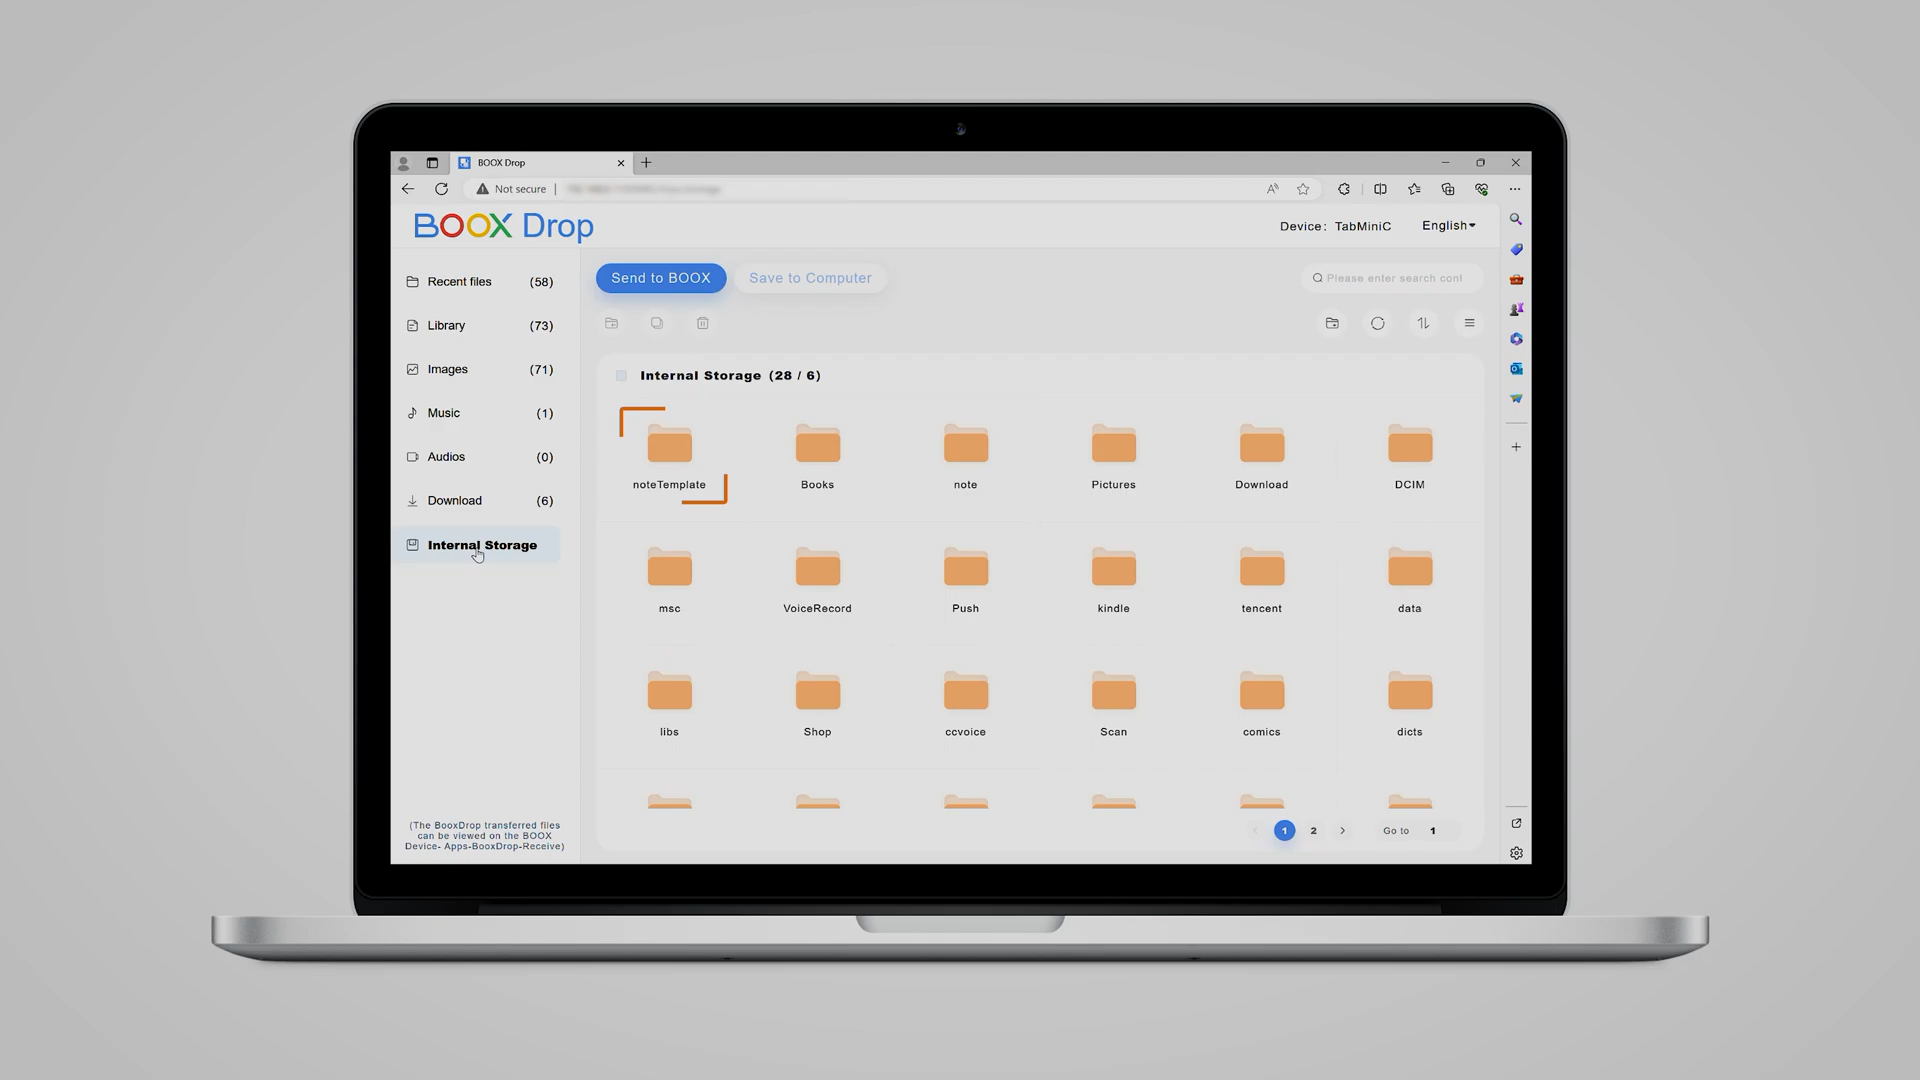 BOOX Drop
Not secure
BOOX Drop
Device: TabMiniC
English
Recent files (58)
Library (73)
Images (71)
Music (1)
Audios (0)
Download (6)
Internal Storage
(The BooxDrop transferred files
can be viewed on the BOOX
Device- Apps-BooxDrop-Receive)
Send to BOOX
Save to Computer
Please enter search conf
Internal Storage (28 / 6)
noteTemplate Books note Pictures Download DCIM
msc VoiceRecord Push kindle tencent data
libs Shop ccvoice Scan comics dicts
1 2 Go to 1